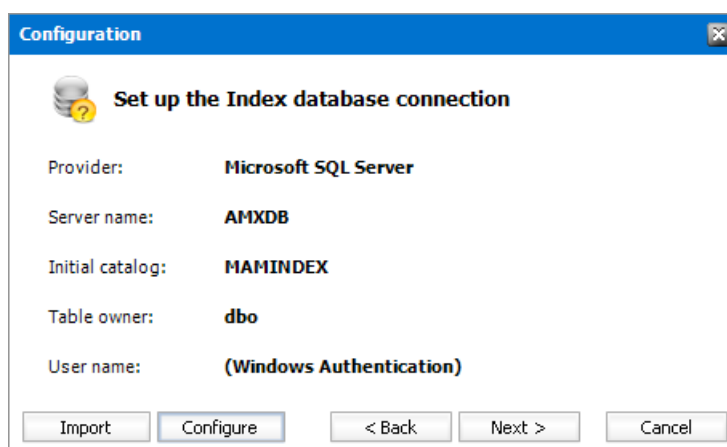 Configuration
Set up the Index database connection
Provider: Microsoft SQL Server
Server name: AMXDB
Initial catalog: MAMINDEX
Table owner: dbo
User name: (Windows Authentication)
Import Configure < Back Next > Cancel